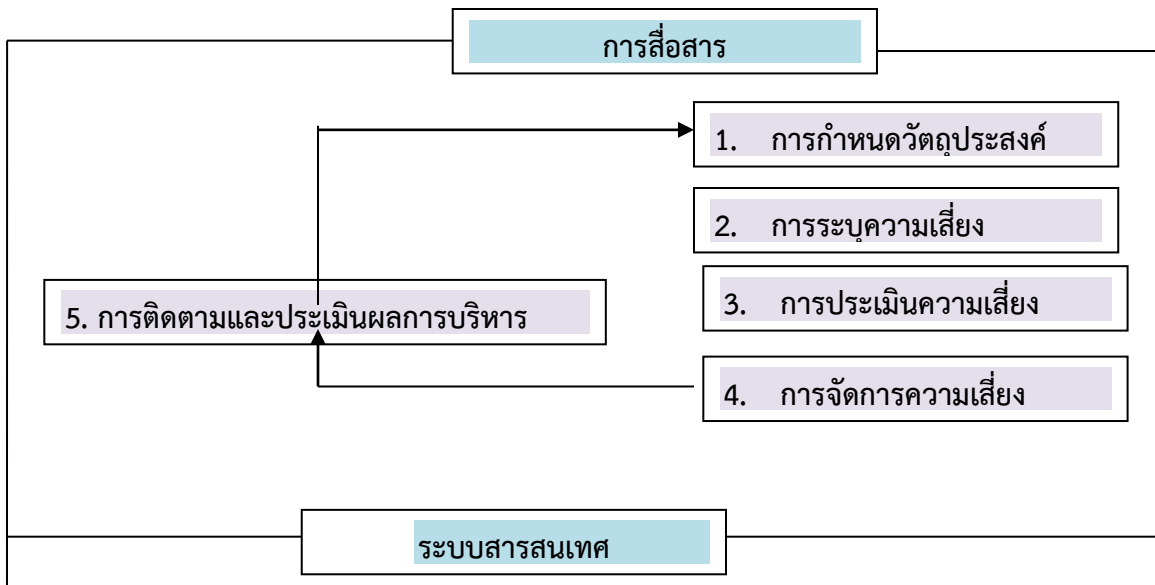 การสื่อสาร
1. การกำหนดวัตถุประสงค์
2. การระบุความเสี่ยง
3. การประเมินความเสี่ยง
5. การติดตามและประเมินผลการบริหาร
4. การจัดการความเสี่ยง
ระบบสารสนเทศ